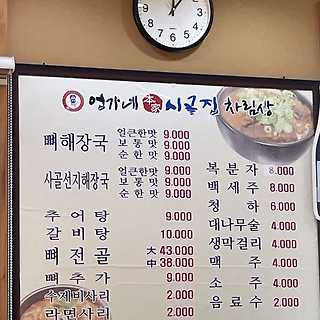 연가네 本家 시골집 차림상
뼈해장국 얼큰한맛 9.000
보통맛 9.000
순한맛 9.000
사골선지해장국 얼큰한맛 9.000
보통맛 9.000
순한맛 9.000
추어탕 9.000
갈비탕 10.000
뼈전골 大 43.000
中 38.000
뼈추가 9.000
수제비사리 2.000
라면사리 2.000
복분자 8.000
백세주 8.000
청하 6.000
대나무술 4.000
생막걸리 4.000
맥주 4.000
소주 4.000
음료수 2.000